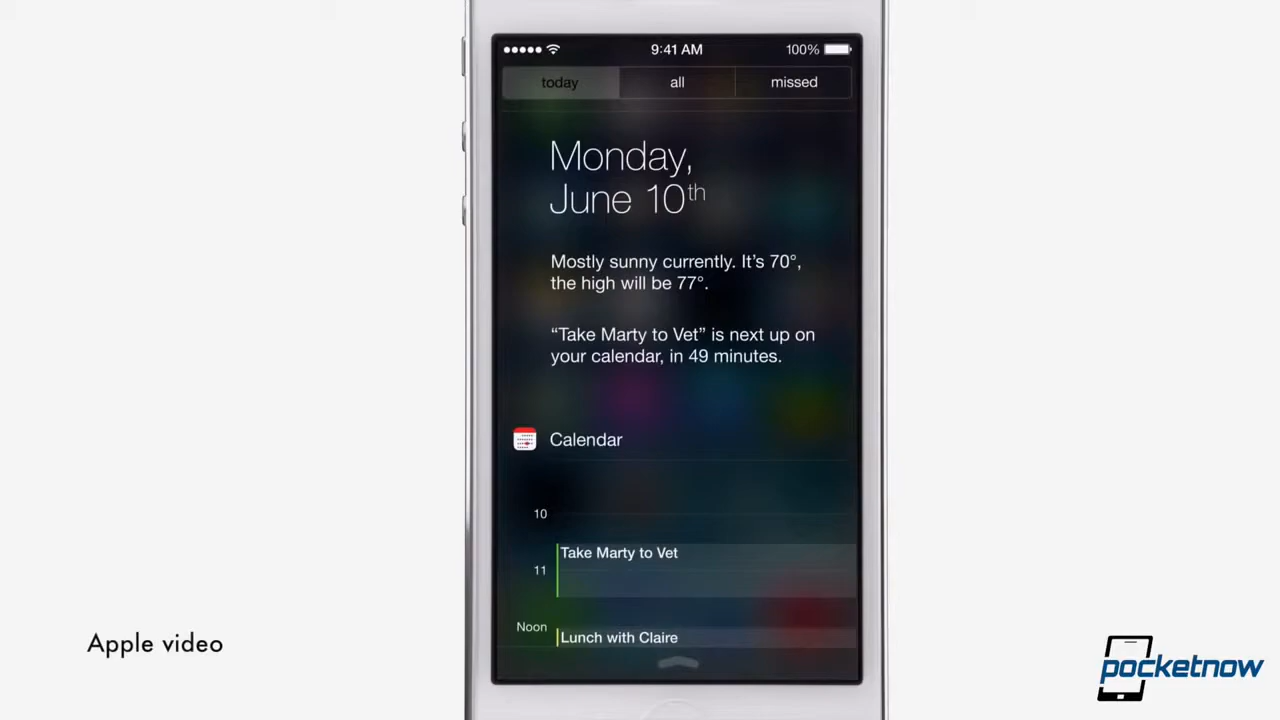 9:41 AM
100%
today
all
missed
Monday,
June 10th
Mostly sunny currently. It's 70°,
the high will be 77°.
“Take Marty to Vet” is next up on
your calendar, in 49 minutes.
Calendar
10
Take Marty to Vet
11
Noon
Lunch with Claire
Apple video
pocketnow